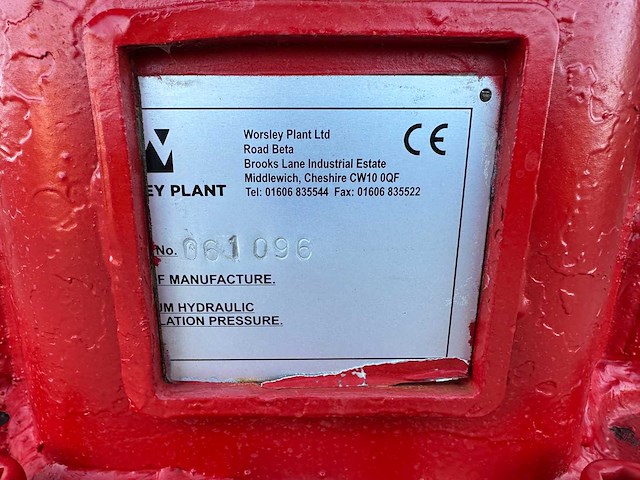 Worsley Plant Ltd
Road Beta
Brooks Lane Industrial Estate
Middlewich, Cheshire CW10 0QF
Tel: 01606 835544 Fax: 01606 835522
CE
EY PLANT
No. 061096
F MANUFACTURE.
UM HYDRAULIC
LATION PRESSURE.